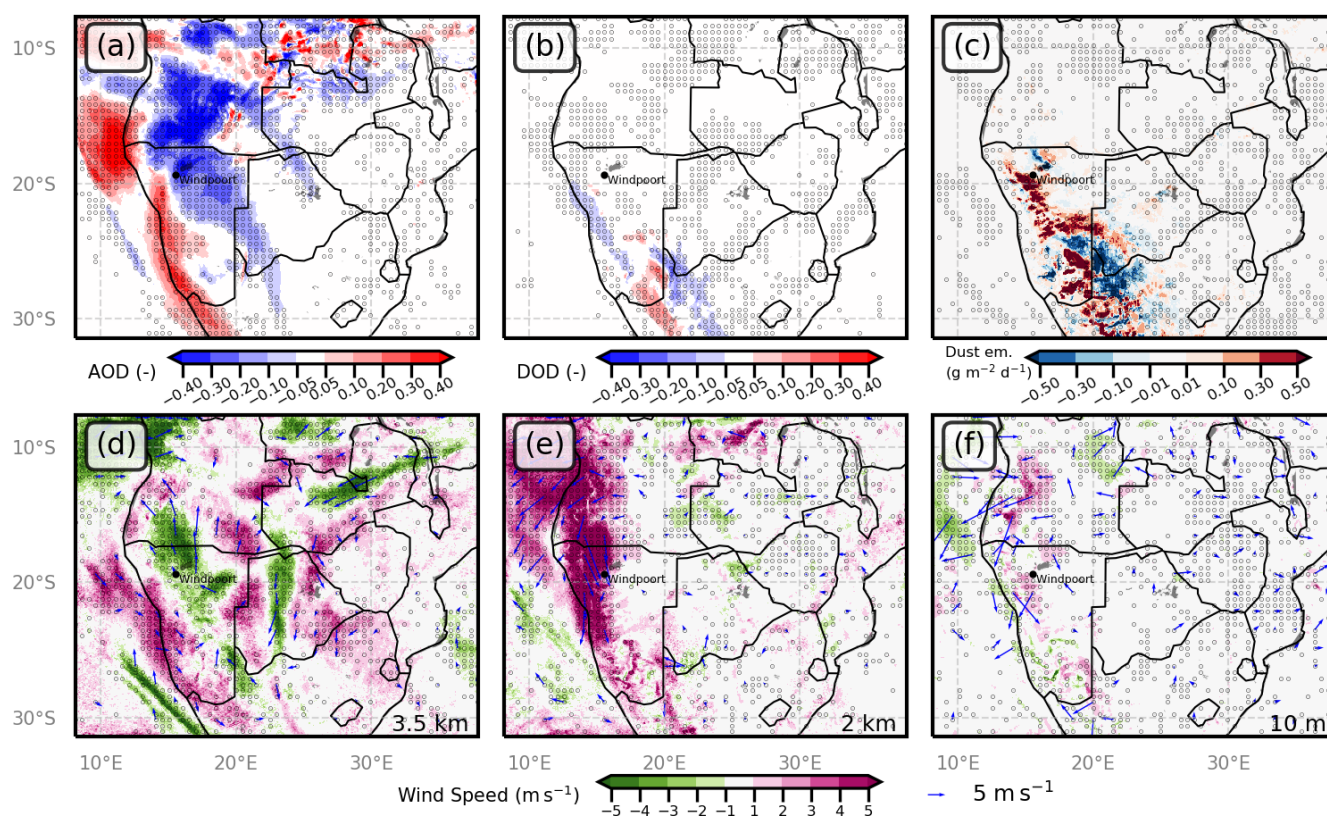 (a)
(b)
(c)
10°S
20°S
30°S
Windpoort
Windpoort
Windpoort
AOD (-)
−0.40 −0.30 −0.20 −0.10 −0.05 0.05 0.10 0.20 0.30 0.40
DOD (-)
−0.40 −0.30 −0.20 −0.10 −0.05 0.05 0.10 0.20 0.30 0.40
Dust em.
(g m⁻² d⁻¹)
−0.50 −0.30 −0.10 −0.01 0.01 0.10 0.30 0.50
(d)
(e)
(f)
10°S
20°S
30°S
Windpoort
Windpoort
Windpoort
3.5 km
2 km
10 m
10°E 20°E 30°E
10°E 20°E 30°E
10°E 20°E 30°E
Wind Speed (m s⁻¹)
−5 −4 −3 −2 −1 1 2 3 4 5
5 m s⁻¹